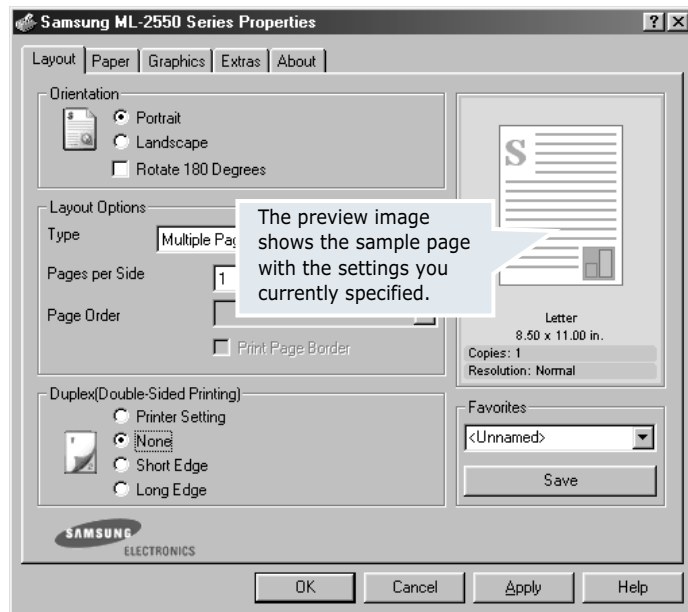 Samsung ML-2550 Series Properties
Layout
Paper
Graphics
Extras
About
Orientation
Portrait
Landscape
Rotate 180 Degrees
Layout Options
Type
Multiple
Pages per Side
1
Page Order
Print Page Border
The preview image
shows the sample page
with the settings you
currently specified.
Duplex(Double-Sided Printing)
Printer Setting
None
Short Edge
Long Edge
S
Letter
8.50 x 11.00 in.
Copies: 1
Resolution: Normal
Favorites
<Unnamed>
Save
SAMSUNG
ELECTRONICS
OK
Cancel
Apply
Help